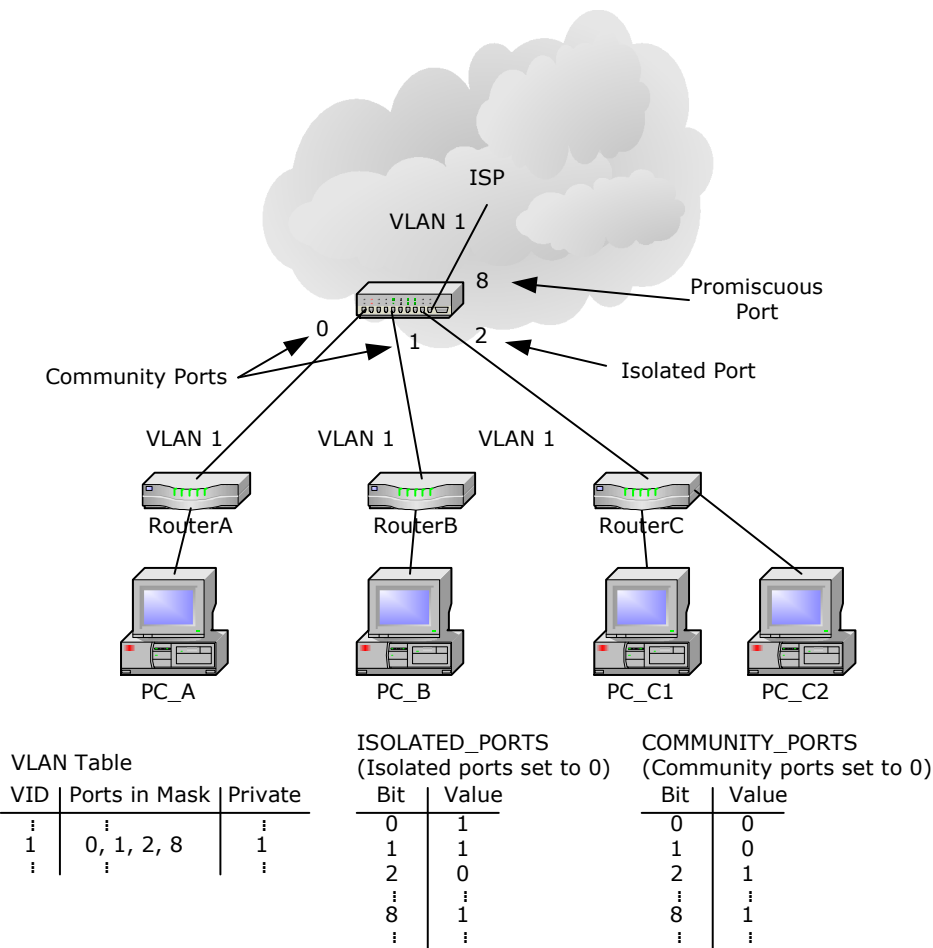 ISP
VLAN 1
8
Promiscuous
Port
0
1
2
Community Ports
Isolated Port
VLAN 1
VLAN 1
VLAN 1
RouterA
RouterB
RouterC
PC_A
PC_B
PC_C1
PC_C2
VLAN Table
VID Ports in Mask Private
1 0, 1, 2, 8 1
ISOLATED_PORTS
(Isolated ports set to 0)
Bit Value
0 1
1 1
2 0
8 1
COMMUNITY_PORTS
(Community ports set to 0)
Bit Value
0 0
1 0
2 1
8 1